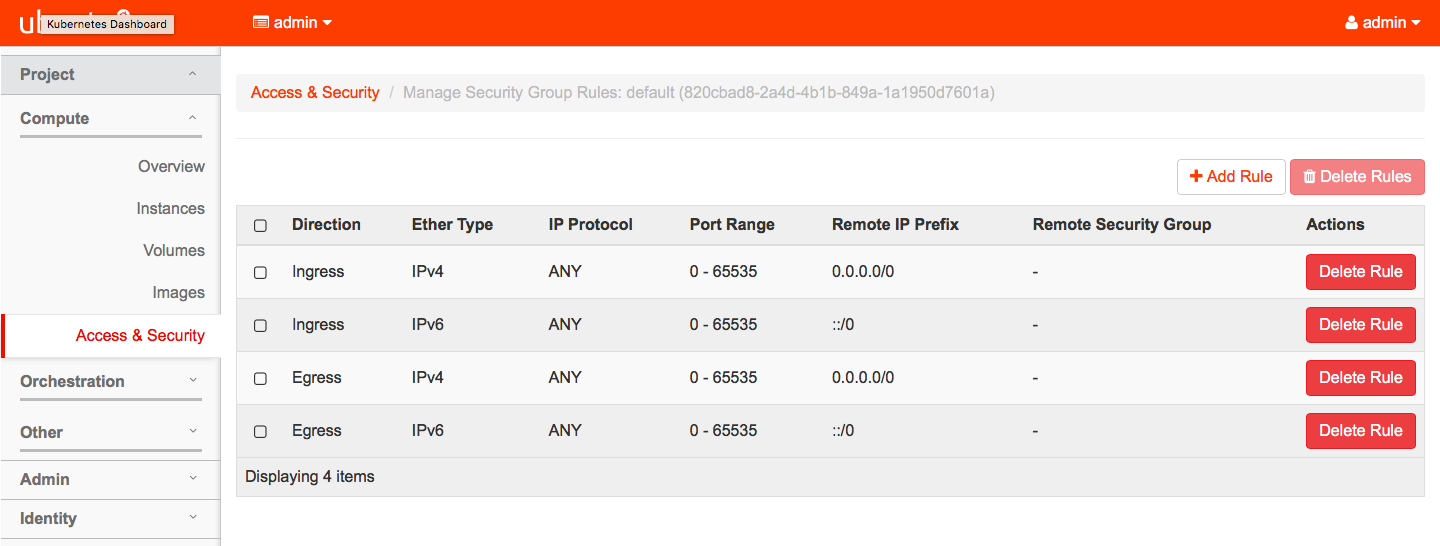 Kubernetes Dashboard
admin
admin
Project
Compute
Overview
Instances
Volumes
Images
Access & Security
Orchestration
Other
Admin
Identity
Access & Security / Manage Security Group Rules: default (820cbad8-2a4d-4b1b-849a-1a1950d7601a)
+ Add Rule Delete Rules
Direction Ether Type IP Protocol Port Range Remote IP Prefix Remote Security Group Actions
Ingress IPv4 ANY 0 - 65535 0.0.0.0/0 - Delete Rule
Ingress IPv6 ANY 0 - 65535 ::/0 - Delete Rule
Egress IPv4 ANY 0 - 65535 0.0.0.0/0 - Delete Rule
Egress IPv6 ANY 0 - 65535 ::/0 - Delete Rule
Displaying 4 items